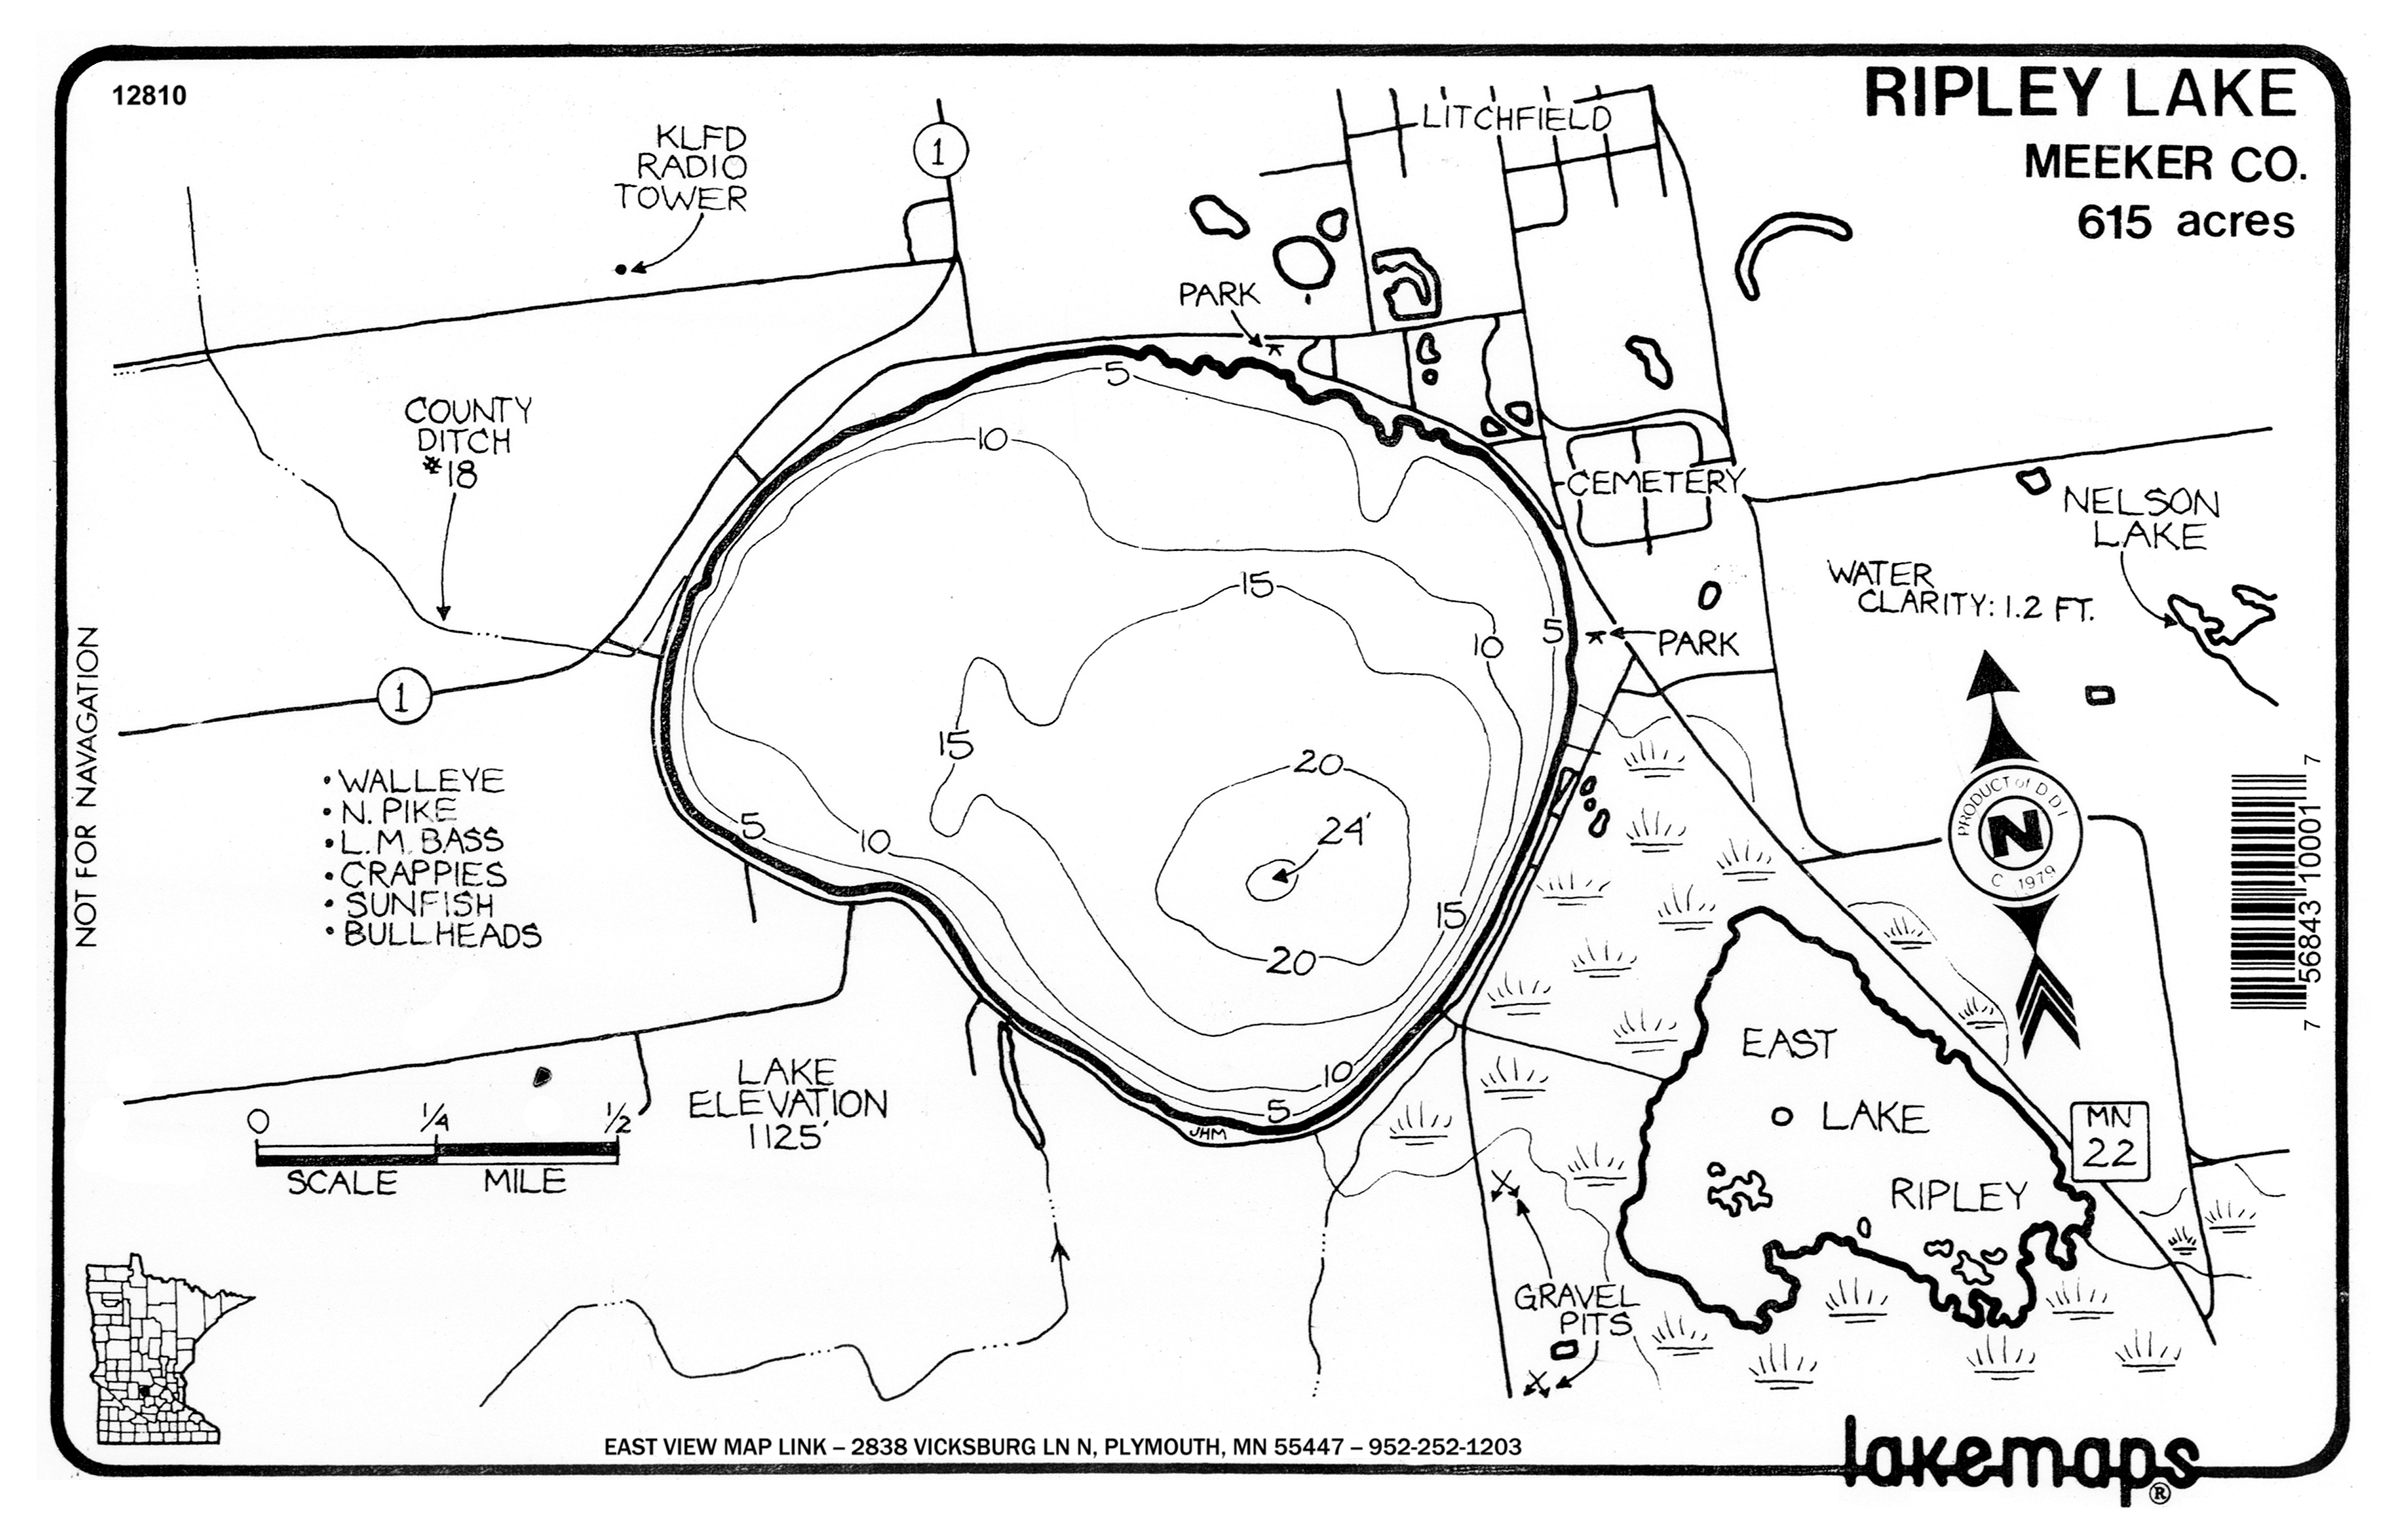 12810
RIPLEY LAKE
MEEKER CO.
615 acres
KLFD
RADIO
TOWER
1
LITCHFIELD
PARK
5
10
COUNTY
DITCH
#18
CEMETERY
NELSON
LAKE
WATER
CLARITY: 1.2 FT.
15
10
5
PARK
1
15
NOT FOR NAVAGATION
• WALLEYE
• N. PIKE
• L.M. BASS
• CRAPPIES
• SUNFISH
• BULLHEADS
20
24'
5
10
15
20
PRODUCT of D.D.I
N
C 1979
7 56843 10001 7
EAST
LAKE
RIPLEY
LAKE
ELEVATION
1125'
10
5
JHM
MN
22
0 1/4 1/2
SCALE MILE
GRAVEL
PITS
EAST VIEW MAP LINK – 2838 VICKSBURG LN N, PLYMOUTH, MN 55447 – 952-252-1203
lakemaps®